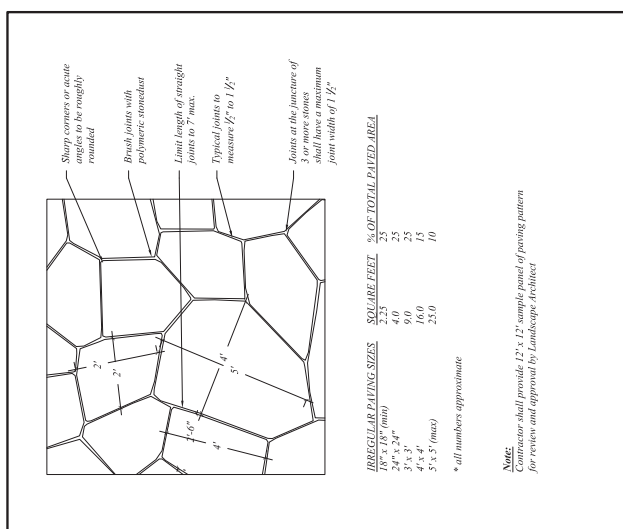 Sharp corners or acute
angles to be roughly
rounded
Brush joints with
polymeric stonedust
Limit length of straight
joints to 7' max.
Typical joints to
measure 1/2" to 1 1/2"
Joints at the juncture of
3 or more stones
shall have a maximum
joint width of 1 1/2"
2'
2'
4'
5'
2'-6"
4'
IRREGULAR PAVING SIZES SQUARE FEET % OF TOTAL PAVED AREA
18" x 18" (min) 2.25 25
24" x 24" 4.0 25
3' x 3' 9.0 25
4' x 4' 16.0 15
5' x 5' (max) 25.0 10
* all numbers approximate
Note:
Contractor shall provide 12' x 12' sample panel of paving pattern
for review and approval by Landscape Architect